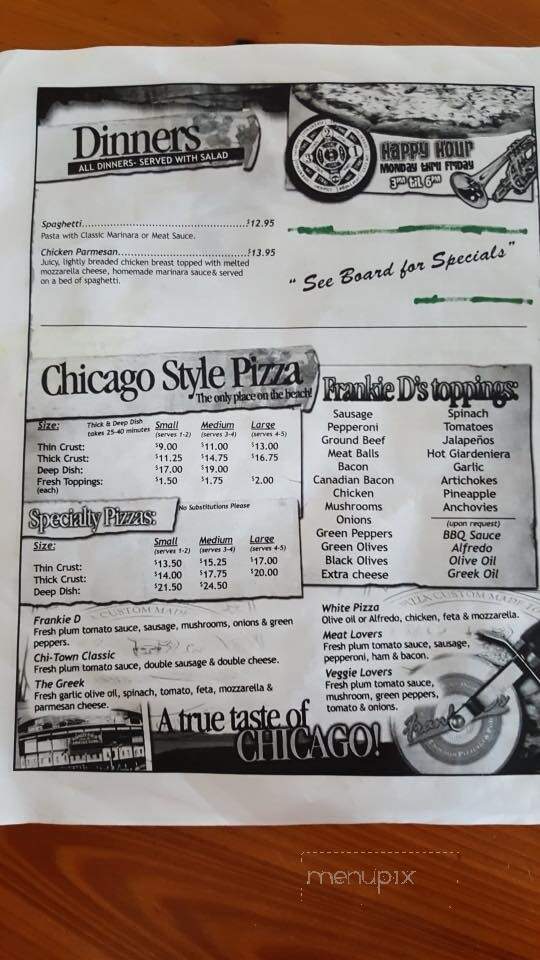 Dinners
ALL DINNERS- SERVED WITH SALAD
HAPPY HOUR
MONDAY THRU FRIDAY
3PM TIL 6PM
Spaghetti..................................................$12.95
Pasta with Classic Marinara or Meat Sauce.
Chicken Parmesan.......................................$13.95
Juicy, lightly breaded chicken breast topped with melted
mozzarella cheese, homemade marinara sauce & served
on a bed of spaghetti.
" See Board for Specials"
Chicago Style Pizza
The only place on the beach!
Size: Thick & Deep Dish takes 25-40 minutes Small (serves 1-2) Medium (serves 3-4) Large (serves 4-5)
Thin Crust: $9.00 $11.00 $13.00
Thick Crust: $11.25 $14.75 $16.75
Deep Dish: $17.00 $19.00
Fresh Toppings: $1.50 $1.75 $2.00
(each)
Specialty Pizzas:
No Substitutions Please
Size: Small (serves 1-2) Medium (serves 3-4) Large (serves 4-5)
Thin Crust: $13.50 $15.25 $17.00
Thick Crust: $14.00 $17.75 $20.00
Deep Dish: $21.50 $24.50
Frankie D's toppings:
Sausage
Pepperoni
Ground Beef
Meat Balls
Bacon
Canadian Bacon
Chicken
Mushrooms
Onions
Green Peppers
Green Olives
Black Olives
Extra cheese
Spinach
Tomatoes
Jalapeños
Hot Giardeniera
Garlic
Artichokes
Pineapple
Anchovies
(upon request)
BBQ Sauce
Alfredo
Olive Oil
Greek Oil
CUSTOM MADE
Frankie D
Fresh plum tomato sauce, sausage, mushrooms, onions & green
peppers.
Chi-Town Classic
Fresh plum tomato sauce, double sausage & double cheese.
The Greek
Fresh garlic olive oil, spinach, tomato, feta, mozzarella &
parmesan cheese.
White Pizza
Olive oil or Alfredo, chicken, feta & mozzarella.
Meat Lovers
Fresh plum tomato sauce, sausage,
pepperoni, ham & bacon.
Veggie Lovers
Fresh plum tomato sauce,
mushroom, green peppers,
tomato & onions.
A true taste of
CHICAGO!
menupix